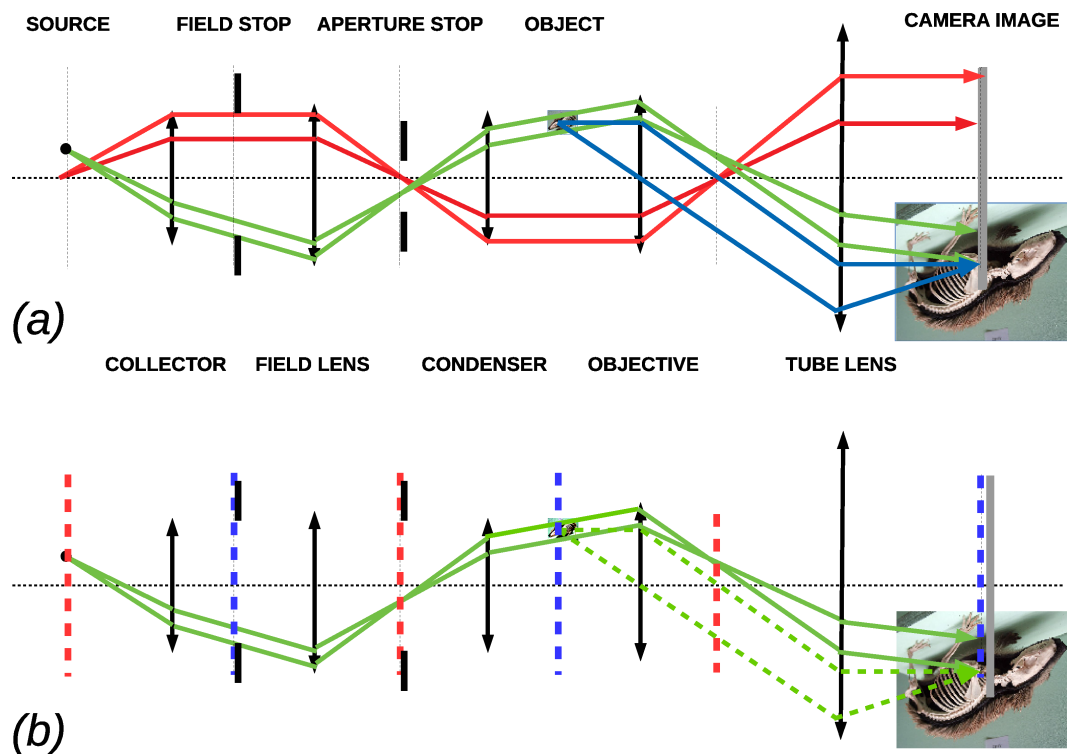 SOURCE FIELD STOP APERTURE STOP OBJECT CAMERA IMAGE
(a)
COLLECTOR FIELD LENS CONDENSER OBJECTIVE TUBE LENS
(b)